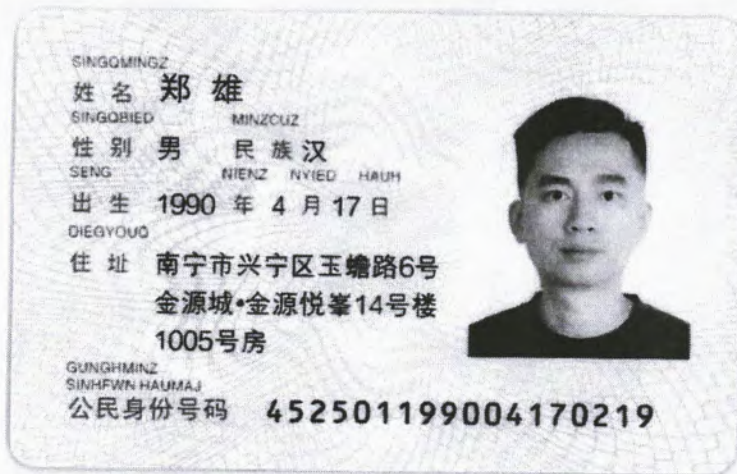 SINGQMINGZ
姓名 郑雄
SINGQBIED MINZCUZ
性别 男 民族 汉
SENG NIENZ NYIED HAUH
出生 1990 年 4 月 17 日
DIEGYOUQ
住址 南宁市兴宁区玉蟾路6号
金源城•金源悦峯14号楼
1005号房
GUNGHMINZ
SINHFWN HAUMAJ
公民身份号码 452501199004170219